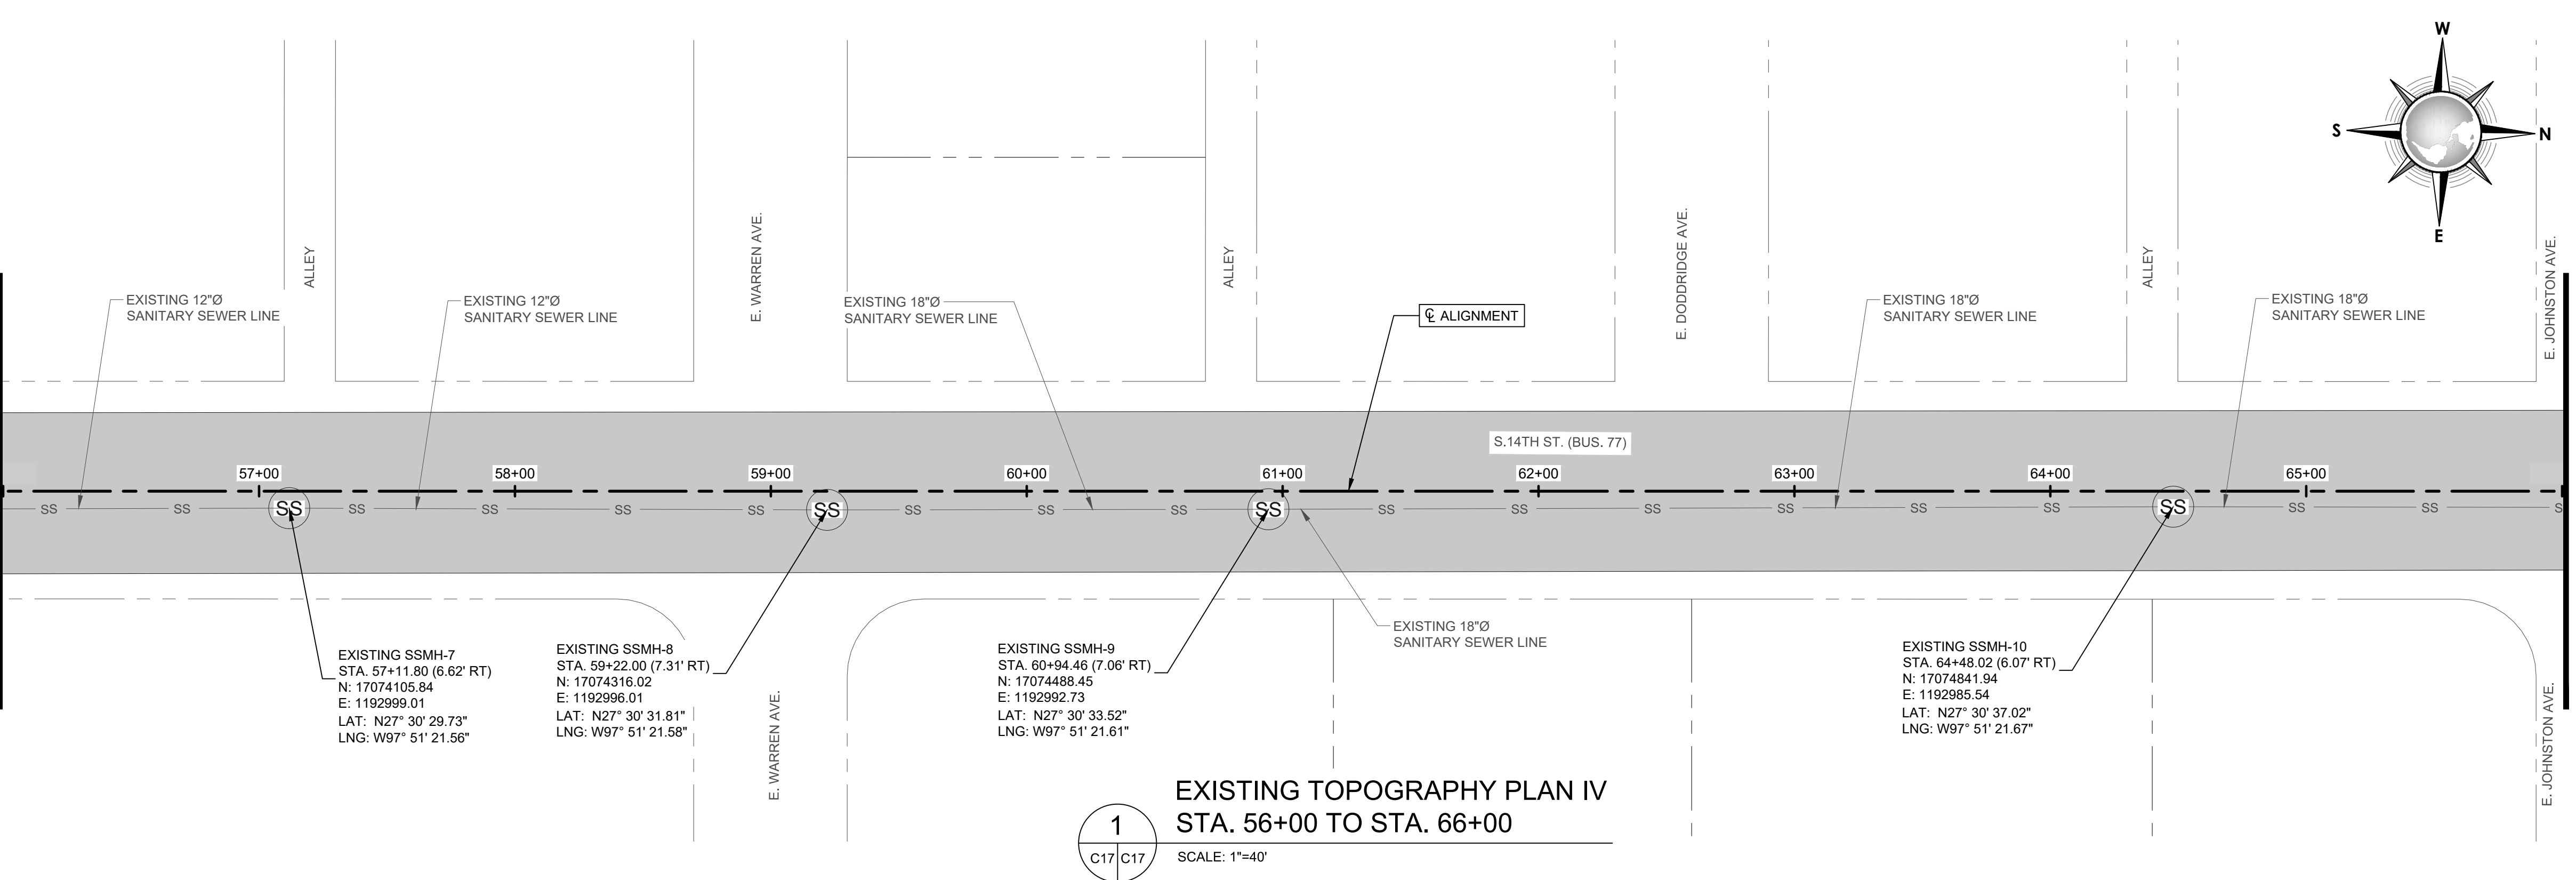 W
S
N
E
ALLEY
E. WARREN AVE.
ALLEY
E. DODDRIDGE AVE.
ALLEY
E. JOHNSTON AVE.
EXISTING 12"Ø
SANITARY SEWER LINE
EXISTING 12"Ø
SANITARY SEWER LINE
EXISTING 18"Ø
SANITARY SEWER LINE
℄ ALIGNMENT
EXISTING 18"Ø
SANITARY SEWER LINE
EXISTING 18"Ø
SANITARY SEWER LINE
S.14TH ST. (BUS. 77)
57+00
58+00
59+00
60+00
61+00
62+00
63+00
64+00
65+00
SS SS SS SS SS SS SS SS SS SS SS SS SS SS SS SS SS SS SS SS SS SS S
EXISTING SSMH-7
STA. 57+11.80 (6.62' RT)
N: 17074105.84
E: 1192999.01
LAT: N27° 30' 29.73"
LNG: W97° 51' 21.56"
EXISTING SSMH-8
STA. 59+22.00 (7.31' RT)
N: 17074316.02
E: 1192996.01
LAT: N27° 30' 31.81"
LNG: W97° 51' 21.58"
E. WARREN AVE.
EXISTING SSMH-9
STA. 60+94.46 (7.06' RT)
N: 17074488.45
E: 1192992.73
LAT: N27° 30' 33.52"
LNG: W97° 51' 21.61"
EXISTING 18"Ø
SANITARY SEWER LINE
EXISTING SSMH-10
STA. 64+48.02 (6.07' RT)
N: 17074841.94
E: 1192985.54
LAT: N27° 30' 37.02"
LNG: W97° 51' 21.67"
E. JOHNSTON AVE.
1
C17 C17
EXISTING TOPOGRAPHY PLAN IV
STA. 56+00 TO STA. 66+00
SCALE: 1"=40'